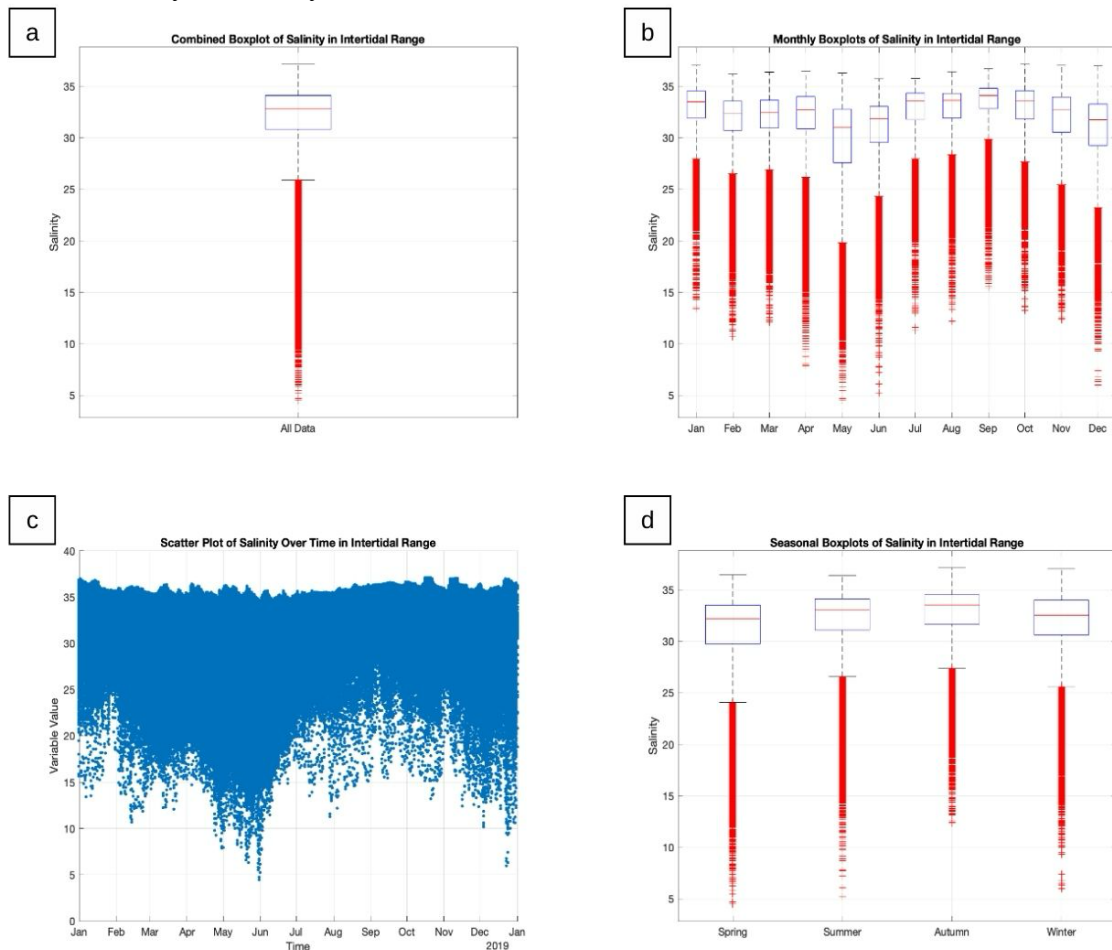 a
Combined Boxplot of Salinity in Intertidal Range
35
30
25
20
15
10
5
Salinity
All Data
b
Monthly Boxplots of Salinity in Intertidal Range
35
30
25
20
15
10
5
Salinity
Jan Feb Mar Apr May Jun Jul Aug Sep Oct Nov Dec
c
Scatter Plot of Salinity Over Time in Intertidal Range
40
35
30
25
20
15
10
5
0
Variable Value
Jan Feb Mar Apr May Jun Jul Aug Sep Oct Nov Dec Jan
Time
2019
d
Seasonal Boxplots of Salinity in Intertidal Range
35
30
25
20
15
10
5
Salinity
Spring Summer Autumn Winter